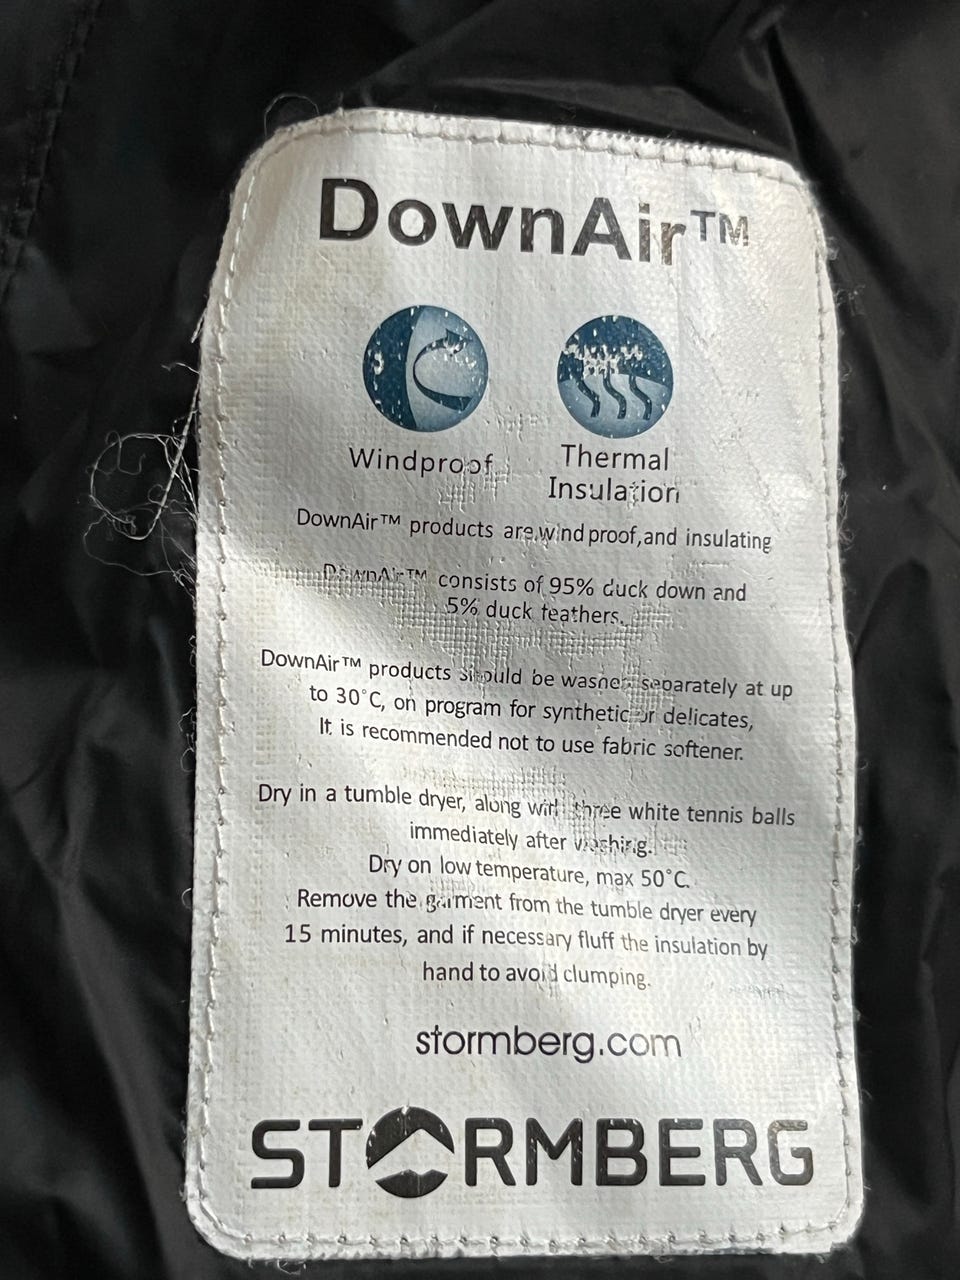 DownAir™
Windproof
Thermal
Insulation
DownAir™ products are windproof, and insulating
DownAir™ consists of 95% duck down and
5% duck feathers.
DownAir™ products should be washed separately at up
to 30°C, on program for synthetic or delicates,
It is recommended not to use fabric softener.
Dry in a tumble dryer, along with three white tennis balls
immediately after washing.
Dry on low temperature, max 50°C.
Remove the garment from the tumble dryer every
15 minutes, and if necessary fluff the insulation by
hand to avoid clumping.
stormberg.com
STORMBERG